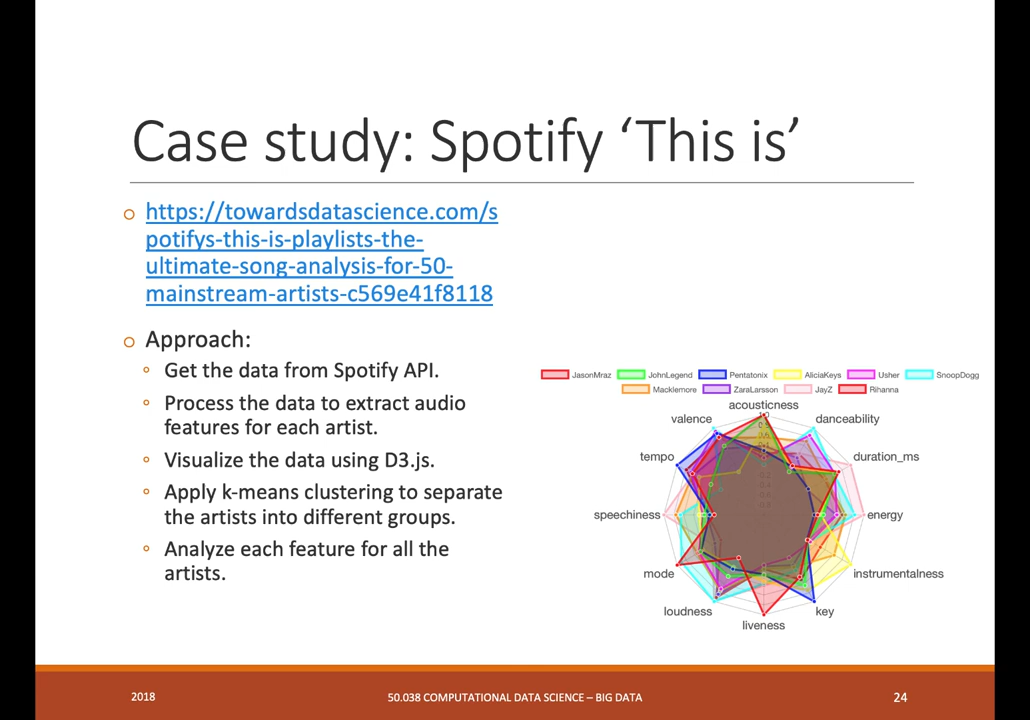 Case study: Spotify ‘This is’
https://towardsdatascience.com/s
potifys-this-is-playlists-the-
ultimate-song-analysis-for-50-
mainstream-artists-c569e41f8118
Approach:
Get the data from Spotify API.
Process the data to extract audio
features for each artist.
Visualize the data using D3.js.
Apply k-means clustering to separate
the artists into different groups.
Analyze each feature for all the
artists.
JasonMraz JohnLegend Pentatonix AliciaKeys Usher SnoopDogg
Macklemore ZaraLarsson JayZ Rihanna
acousticness
valence danceability
tempo duration_ms
speechiness energy
mode instrumentalness
loudness key
liveness
2018 50.038 COMPUTATIONAL DATA SCIENCE – BIG DATA 24